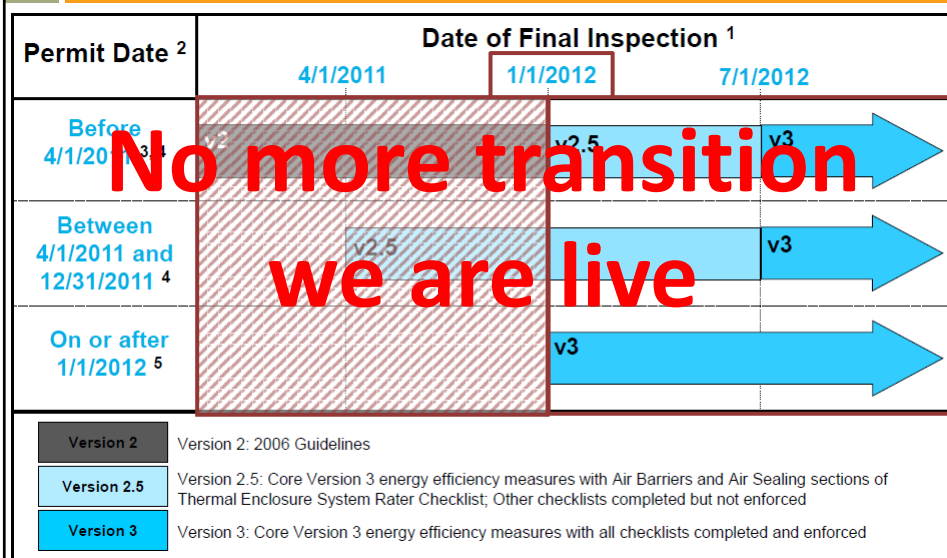 Permit Date 2
Date of Final Inspection 1
4/1/2011
1/1/2012
7/1/2012
Before
4/1/2011 3, 4
v2
v2.5
v3
No more transition
Between
4/1/2011 and
12/31/2011 4
v2.5
v3
we are live
On or after
1/1/2012 5
v3
Version 2
Version 2: 2006 Guidelines
Version 2.5
Version 2.5: Core Version 3 energy efficiency measures with Air Barriers and Air Sealing sections of
Thermal Enclosure System Rater Checklist; Other checklists completed but not enforced
Version 3
Version 3: Core Version 3 energy efficiency measures with all checklists completed and enforced